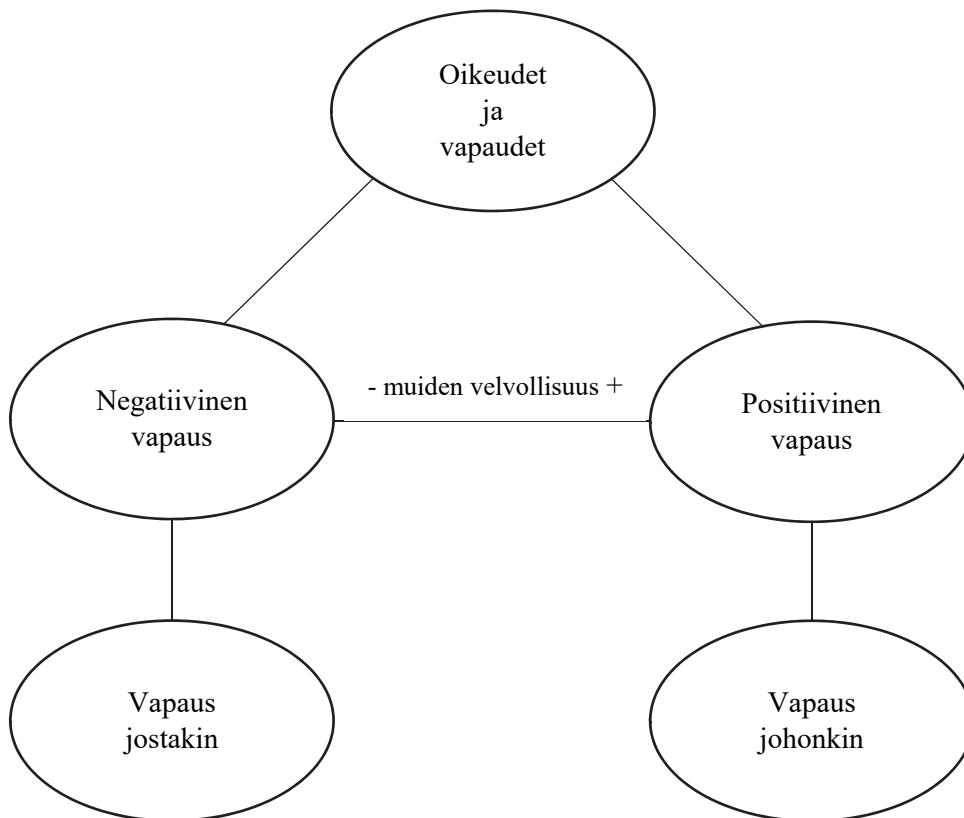 Oikeudet
ja
vapaudet
- muiden velvollisuus +
Negatiivinen
vapaus
Positiivinen
vapaus
Vapaus
jostakin
Vapaus
johonkin